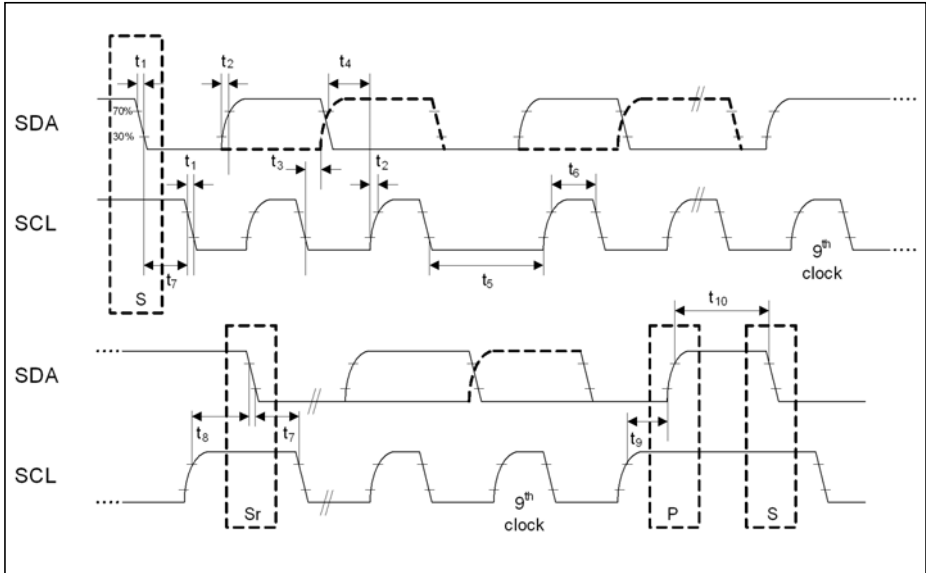 t1 t2 t4
70%
SDA
30%
t1 t3 t2 t6
SCL
9th
clock
t7 t5
S
t10
SDA
t8 t7 t9
SCL
9th
clock
Sr P S